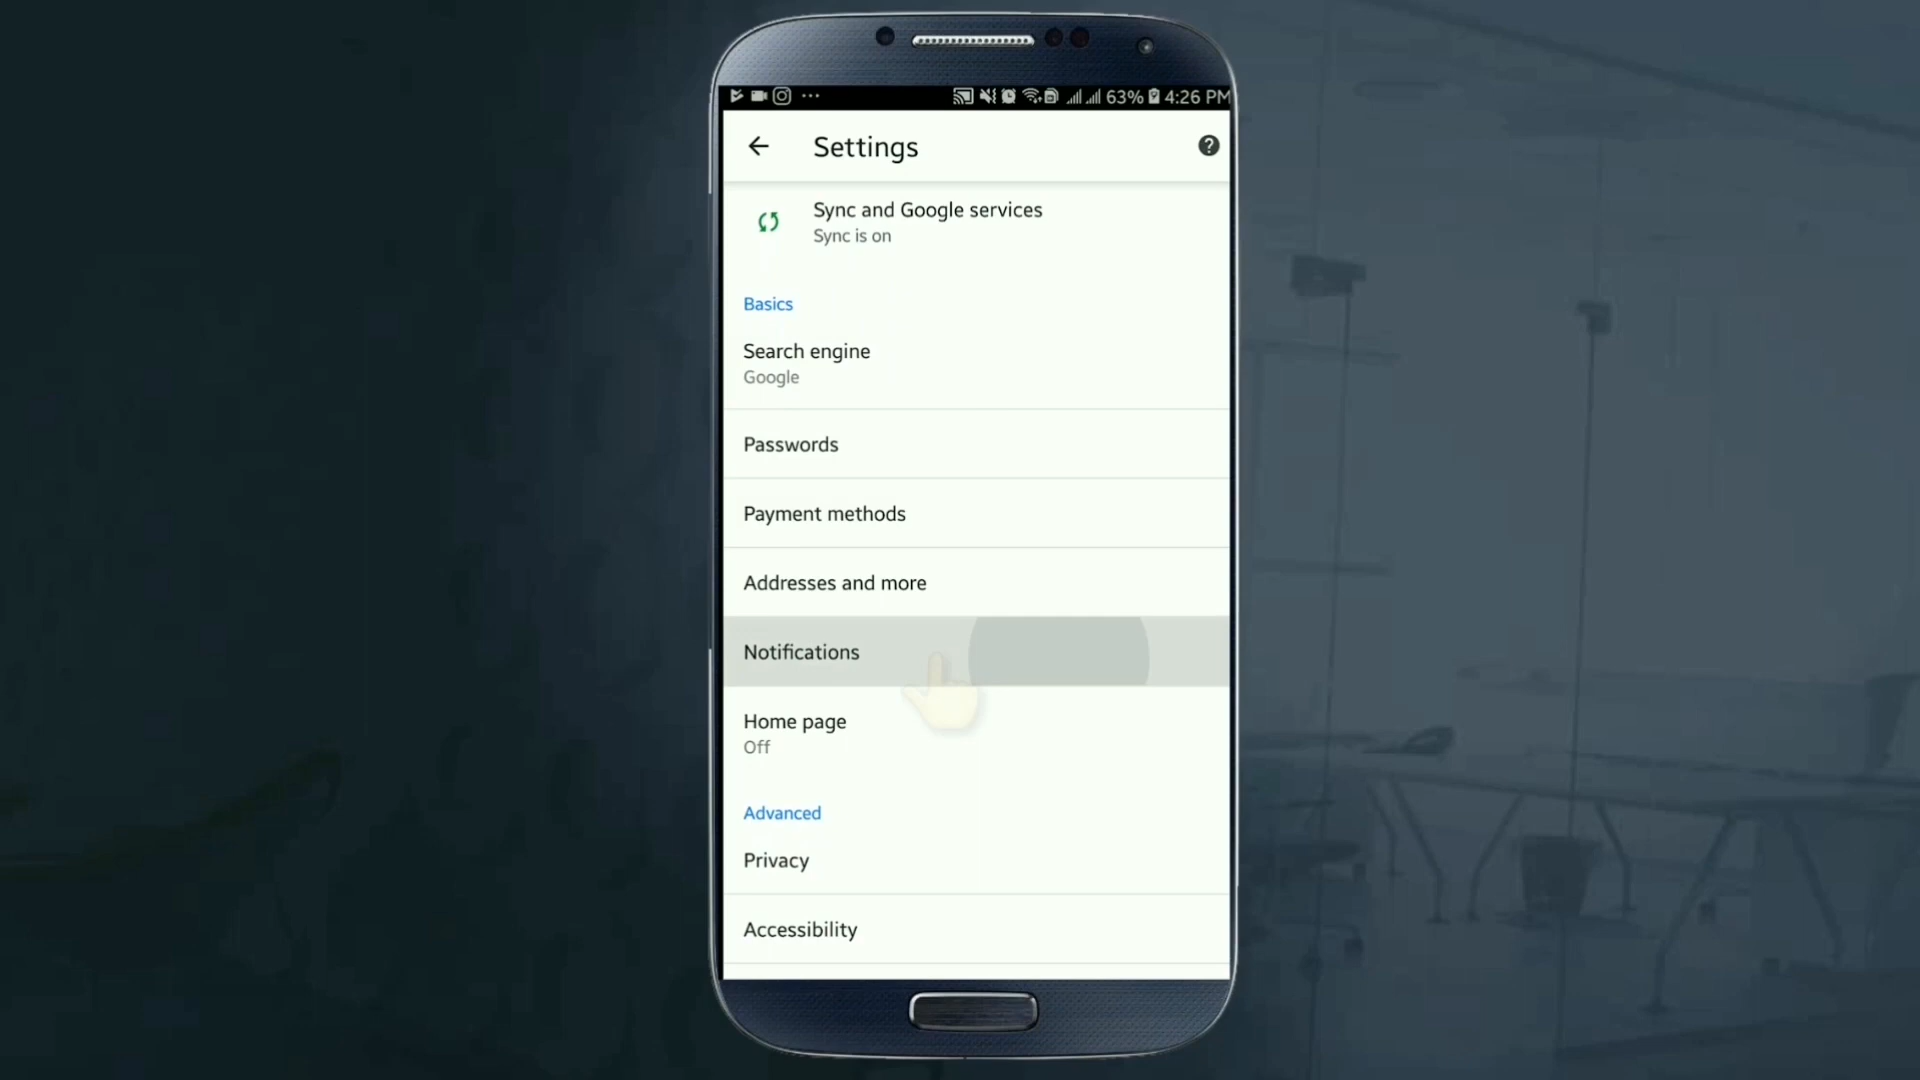 63% 4:26 PM
Settings
Sync and Google services
Sync is on
Basics
Search engine
Google
Passwords
Payment methods
Addresses and more
Notifications
Home page
Off
Advanced
Privacy
Accessibility